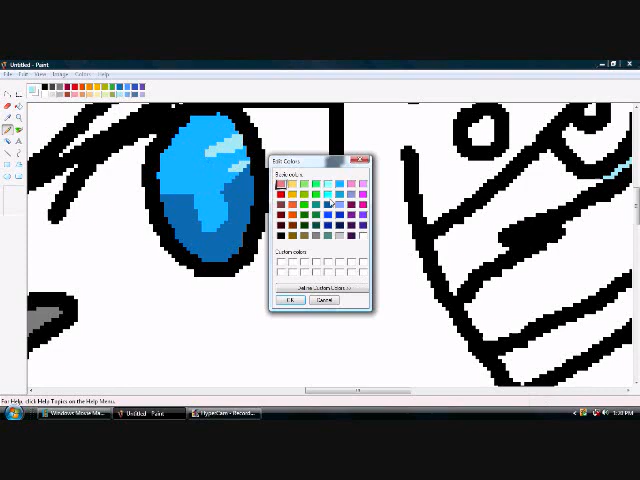 Untitled - Paint
File Edit View Image Colors Help
Edit Colors
Basic colors:
Custom colors:
Define Custom Colors >>
OK Cancel
For Help, click Help Topics on the Help Menu.
Windows Movie Ma... Untitled - Paint HyperCam - Record... 1:20 PM